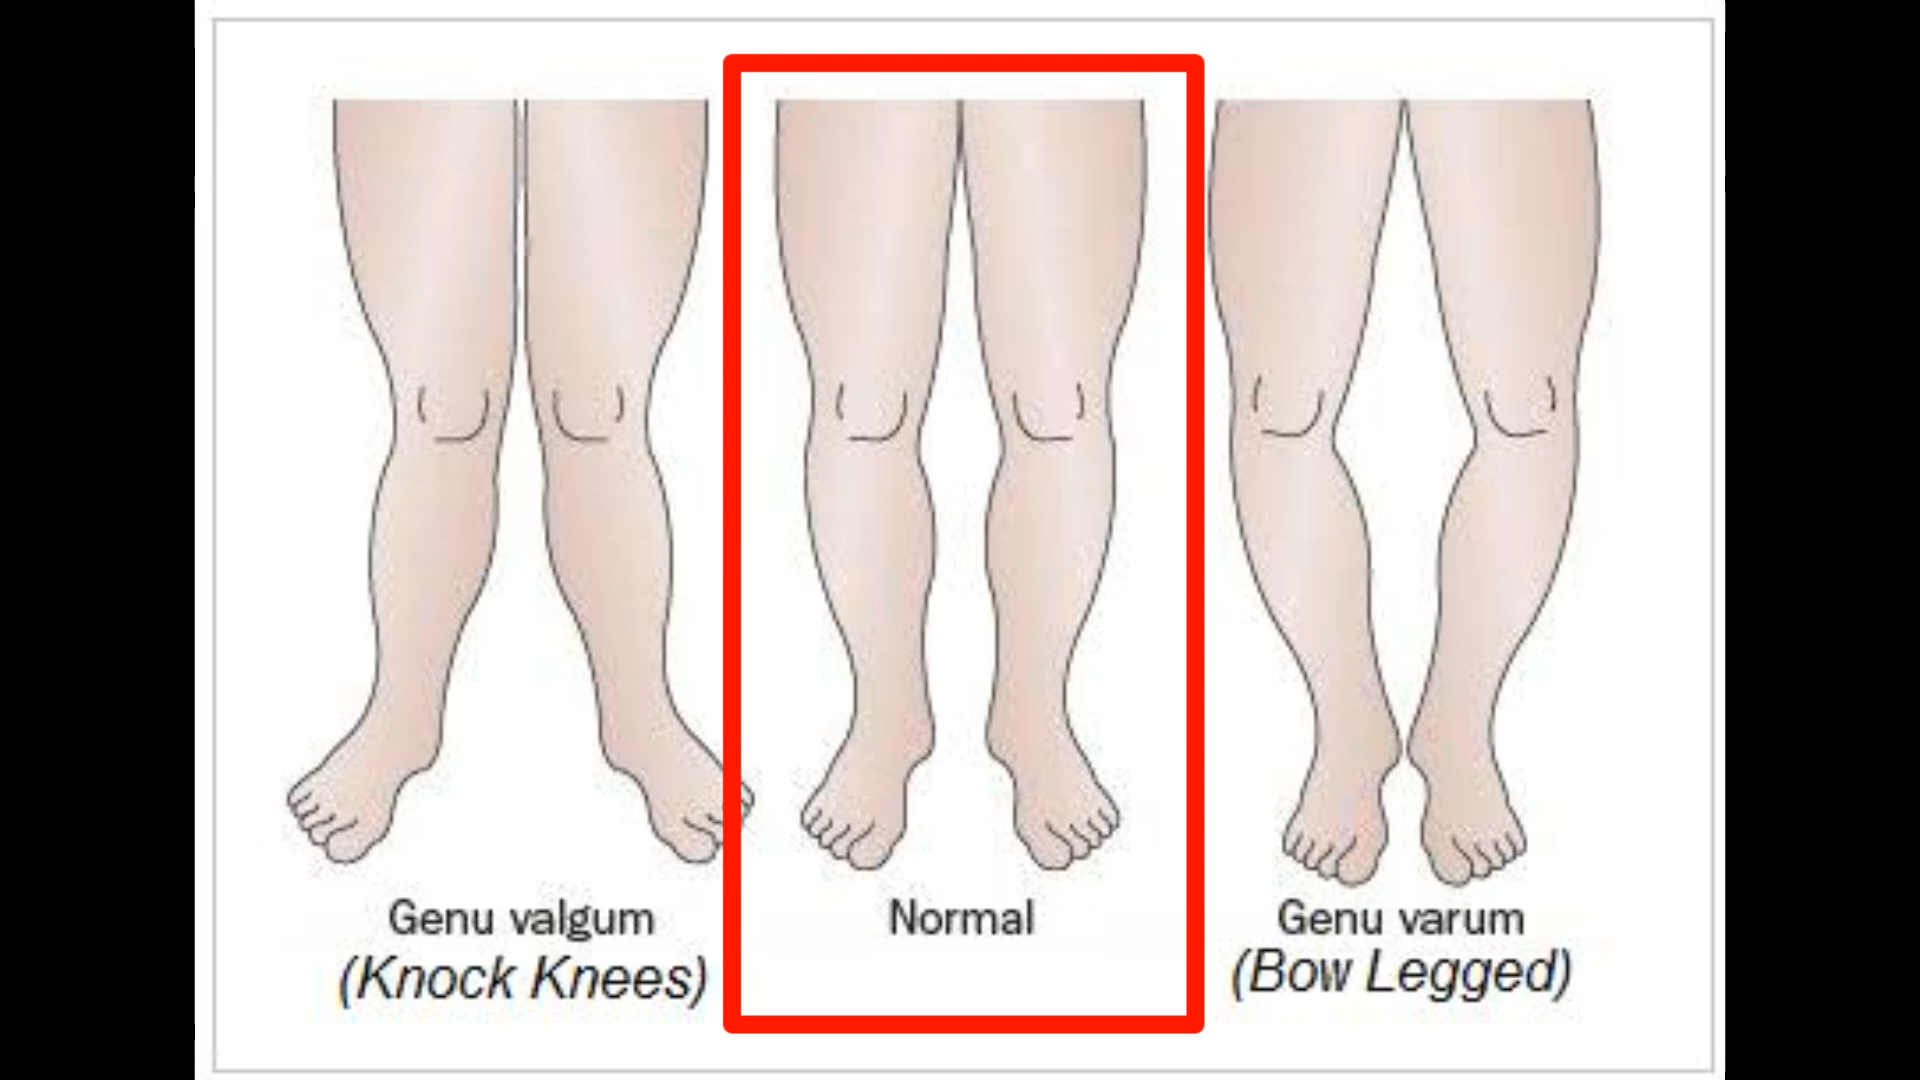 Genu valgum
(Knock Knees)
Normal
Genu varum
(Bow Legged)